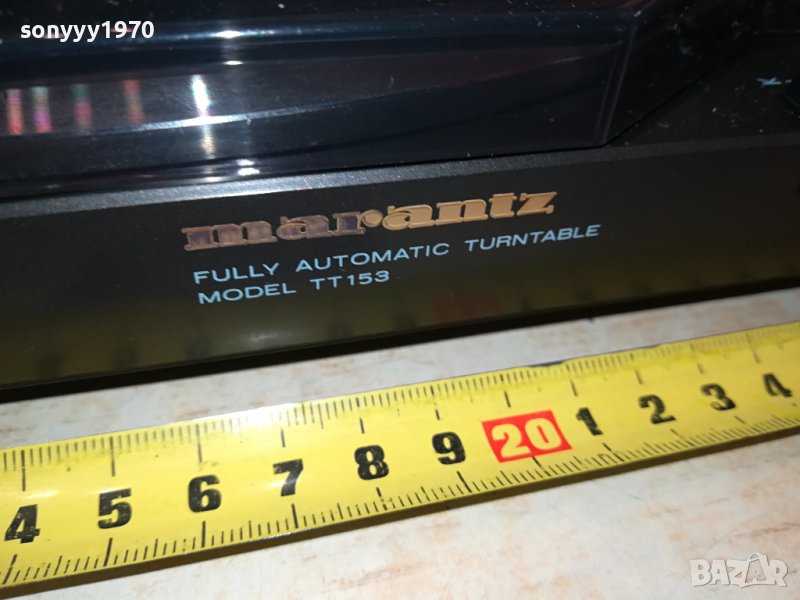 sonyyy1970
marantz
FULLY AUTOMATIC TURNTABLE
MODEL TT153
4 5 6 7 8 9 20 1 2 3 4
BAZAR